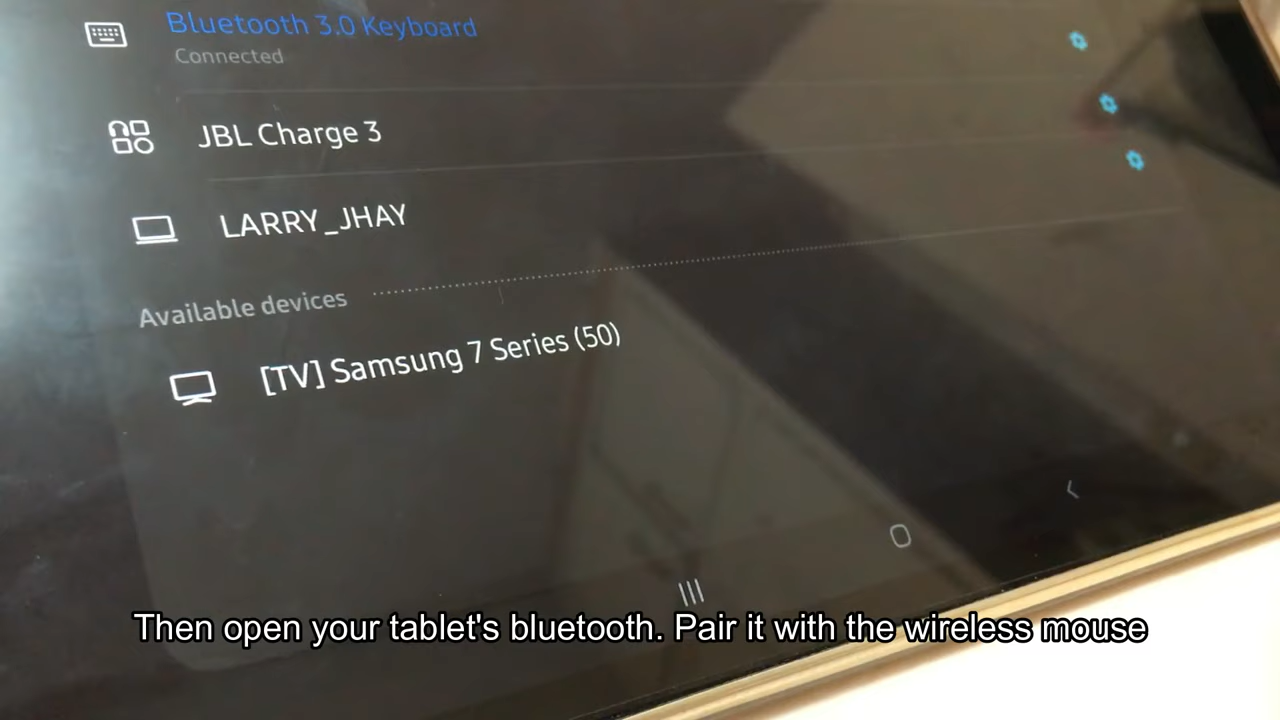 Bluetooth 3.0 Keyboard
Connected
JBL Charge 3
LARRY_JHAY
Available devices
[TV] Samsung 7 Series (50)
Then open your tablet's bluetooth. Pair it with the wireless mouse